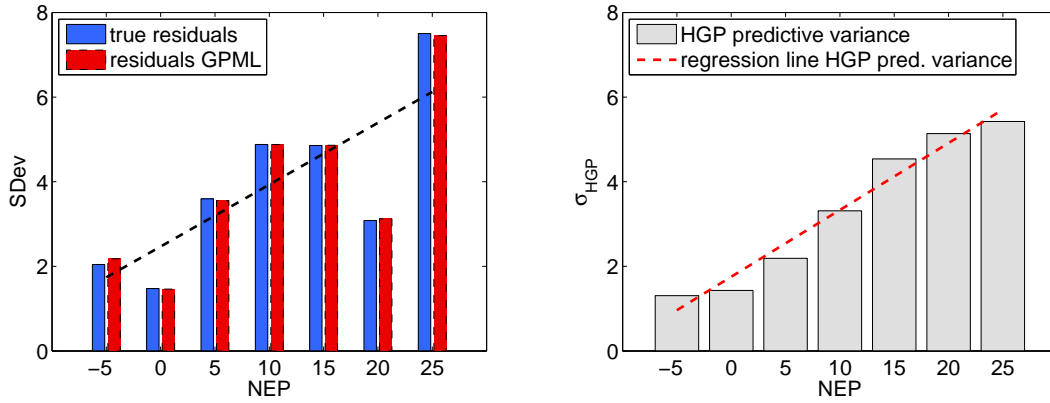 8
6
4
2
0
SDev
true residuals
residuals GPML
−5 0 5 10 15 20 25
NEP
8
6
4
2
0
σHGP
HGP predictive variance
regression line HGP pred. variance
−5 0 5 10 15 20 25
NEP